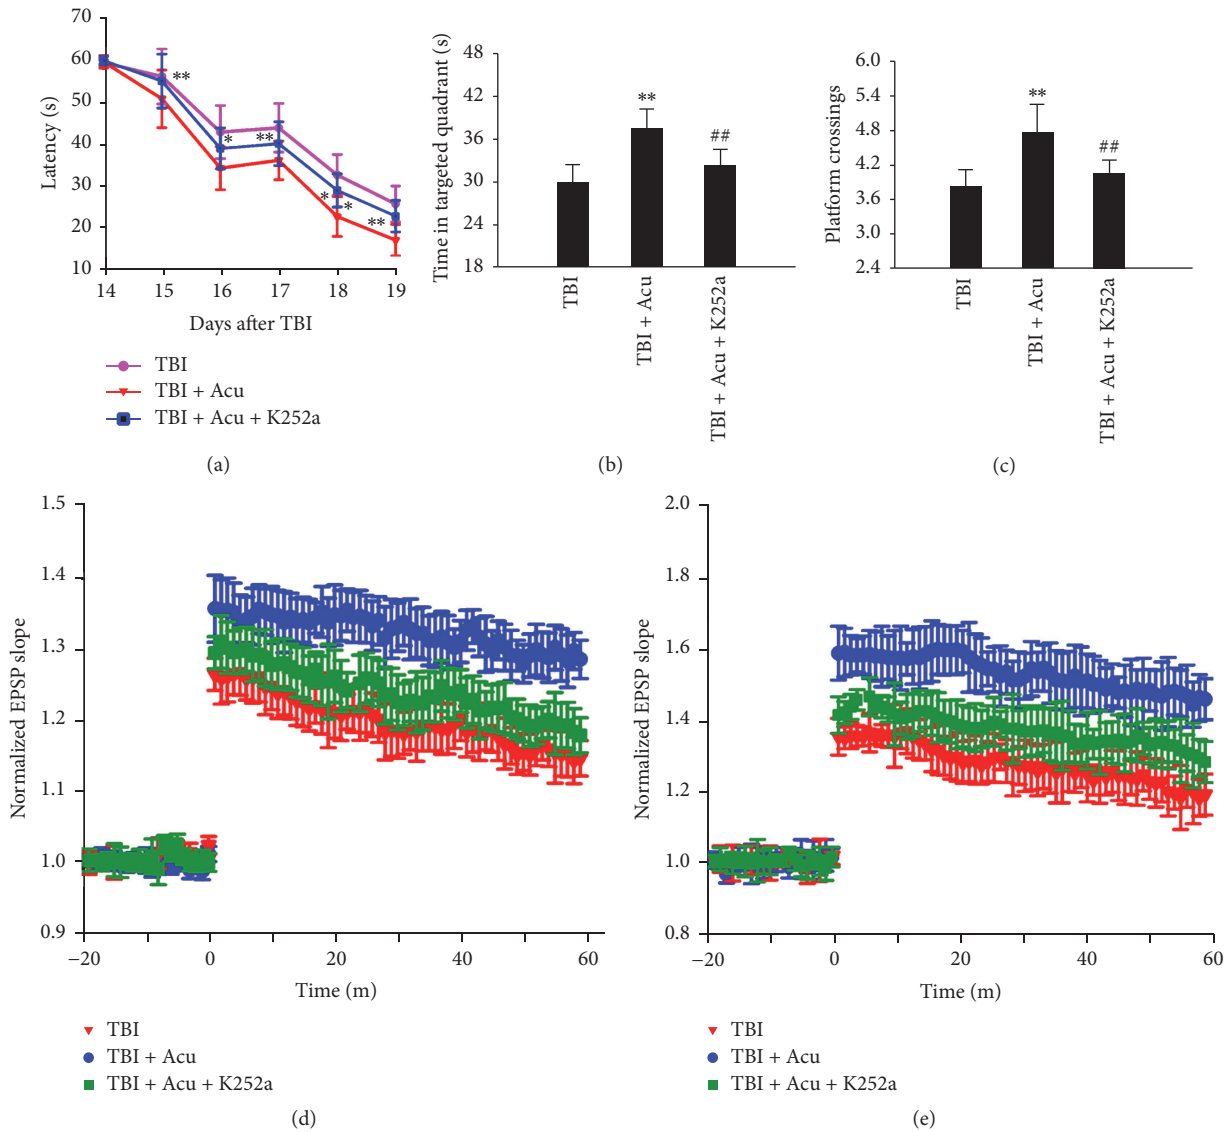 70
60
50
40
30
20
10
Latency (s)
**
*
**
*
*
**
14 15 16 17 18 19
Days after TBI
TBI
TBI + Acu
TBI + Acu + K252a
(a)
48
42
36
30
24
18
Time in targeted quadrant (s)
**
##
TBI
TBI + Acu
TBI + Acu + K252a
(b)
6.0
5.4
4.8
4.2
3.6
3.0
2.4
Platform crossings
**
##
TBI
TBI + Acu
TBI + Acu + K252a
(c)
1.5
1.4
1.3
1.2
1.1
1.0
0.9
Normalized EPSP slope
−20 0 20 40 60
Time (m)
TBI
TBI + Acu
TBI + Acu + K252a
(d)
2.0
1.8
1.6
1.4
1.2
1.0
0.8
Normalized EPSP slope
−20 0 20 40 60
Time (m)
TBI
TBI + Acu
TBI + Acu + K252a
(e)